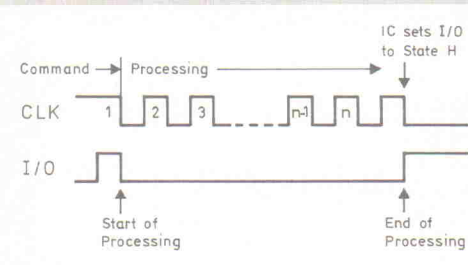 IC sets I/O
to State H
Command Processing
CLK 1 2 3 n-1 n
I/O
Start of
Processing
End of
Processing